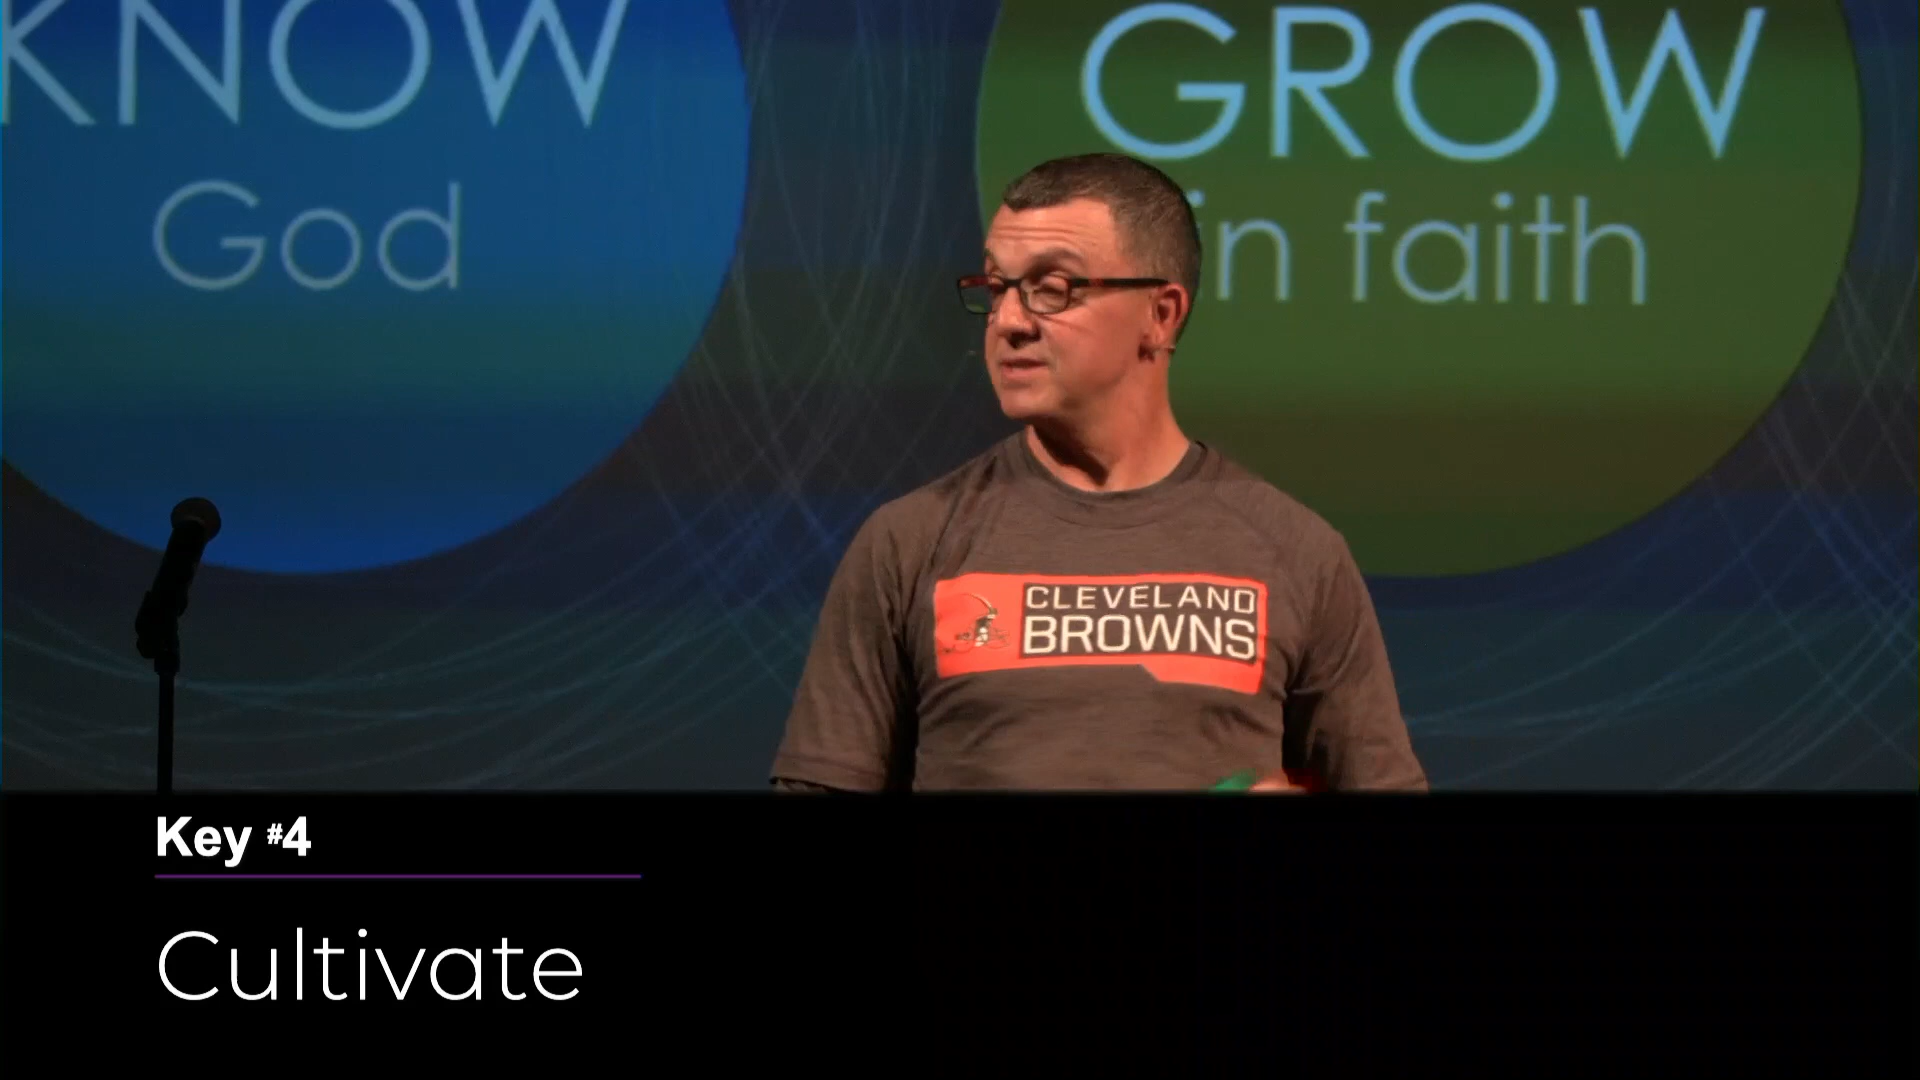 KNOW
God
GROW
in faith
CLEVELAND
BROWNS
Key #4
Cultivate